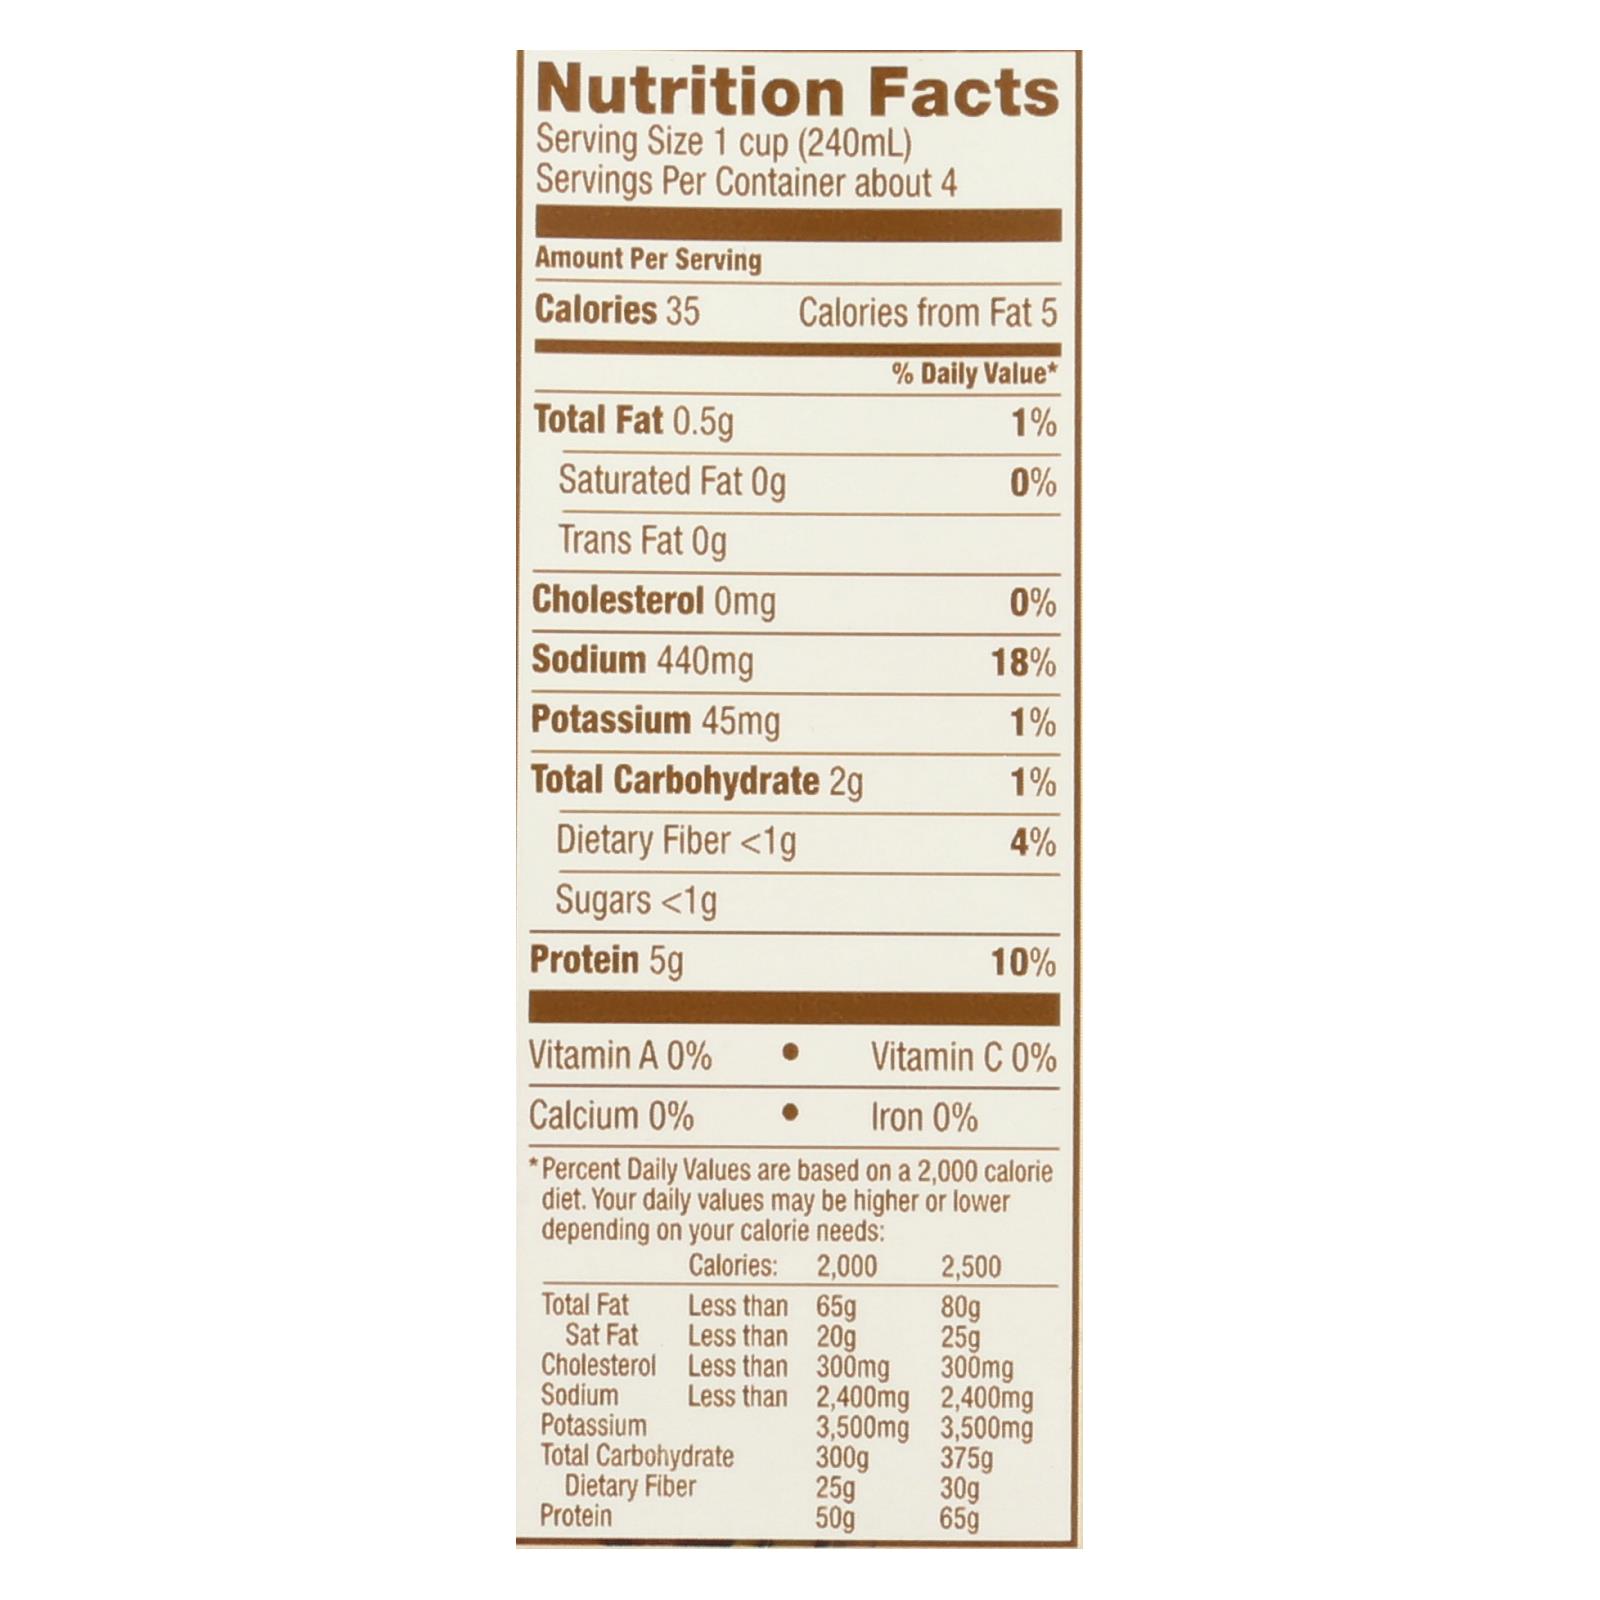 Nutrition Facts
Serving Size 1 cup (240mL)
Servings Per Container about 4
Amount Per Serving
Calories 35 Calories from Fat 5
% Daily Value*
Total Fat 0.5g 1%
Saturated Fat 0g 0%
Trans Fat 0g
Cholesterol 0mg 0%
Sodium 440mg 18%
Potassium 45mg 1%
Total Carbohydrate 2g 1%
Dietary Fiber <1g 4%
Sugars <1g
Protein 5g 10%
Vitamin A 0% • Vitamin C 0%
Calcium 0% • Iron 0%
*Percent Daily Values are based on a 2,000 calorie
diet. Your daily values may be higher or lower
depending on your calorie needs:
Calories: 2,000 2,500
Total Fat Less than 65g 80g
Sat Fat Less than 20g 25g
Cholesterol Less than 300mg 300mg
Sodium Less than 2,400mg 2,400mg
Potassium 3,500mg 3,500mg
Total Carbohydrate 300g 375g
Dietary Fiber 25g 30g
Protein 50g 65g